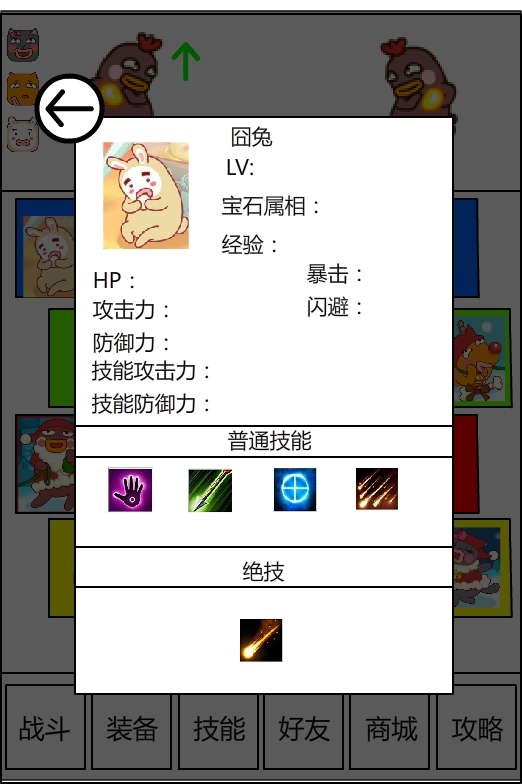 囧兔
LV:
宝石属相：
经验：
HP：
暴击：
攻击力：
闪避：
防御力：
技能攻击力：
技能防御力：
普通技能
绝技
战斗 装备 技能 好友 商城 攻略